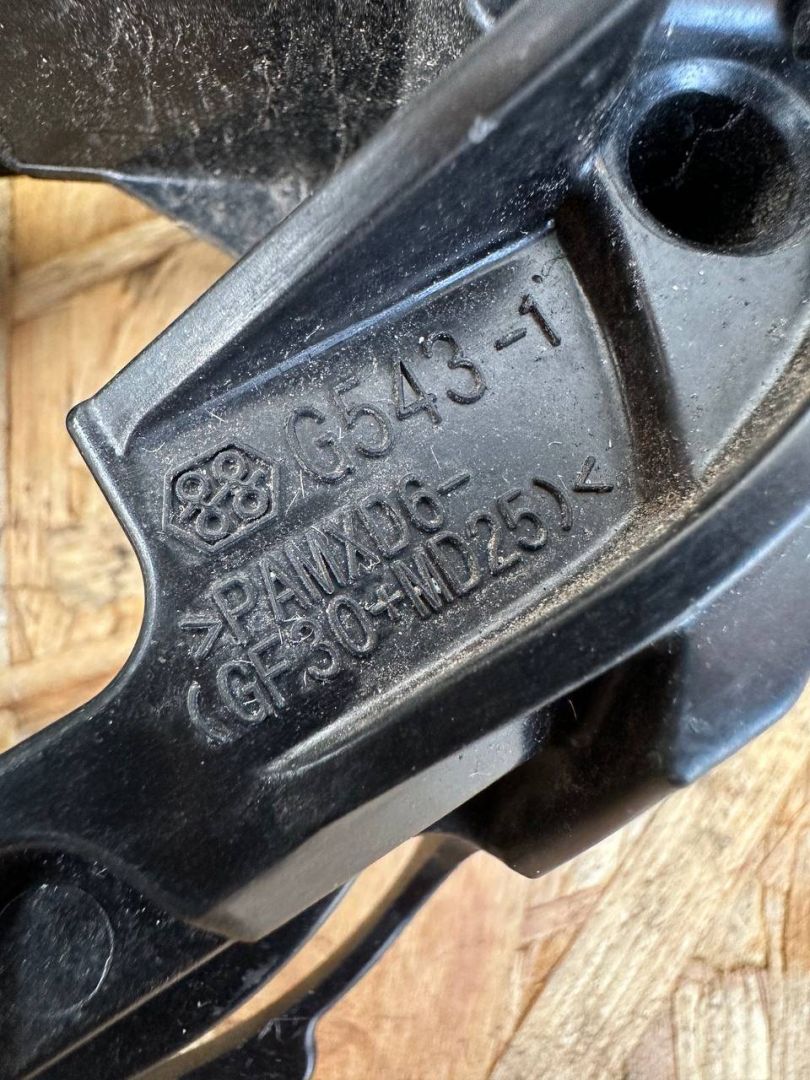 G543-1
>PAMXD6-
(GF30+MD25)<